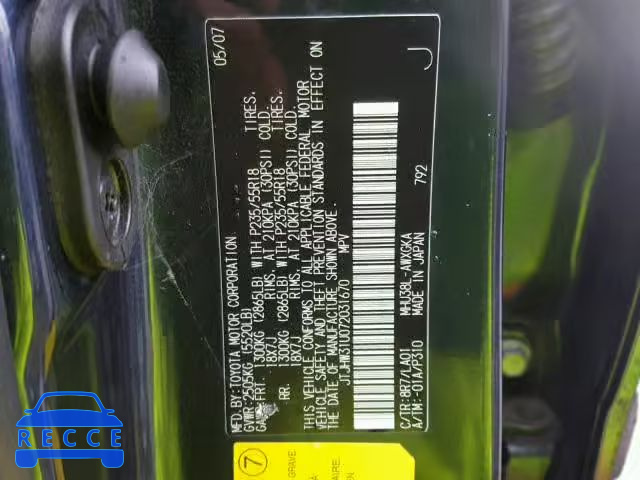 MFD.BY:TOYOTA MOTOR CORPORATION 05/07
GVWR:2505KG (5520LB)
GAWR:FRT. 1300KG (2865LB) WITH P235/55R18 TIRES.
18X7J RIMS, AT 210KPA (30PSI) COLD.
RR. 1300KG (2865LB) WITH P235/55R18 TIRES.
18X7J RIMS, AT 210KPA (30PSI) COLD.
THIS VEHICLE CONFORMS TO ALL APPLICABLE FEDERAL MOTOR
VEHICLE SAFETY AND THEFT PREVENTION STANDARDS IN EFFECT ON
THE DATE OF MANUFACTURE SHOWN ABOVE.
JTJHW31U072031670 MPV
C/TR:8R7/LA01 MHU38L-AWXGKA 792 J
A/TM:-01A/P310 MADE IN JAPAN
7
GRAVE
AIRE.